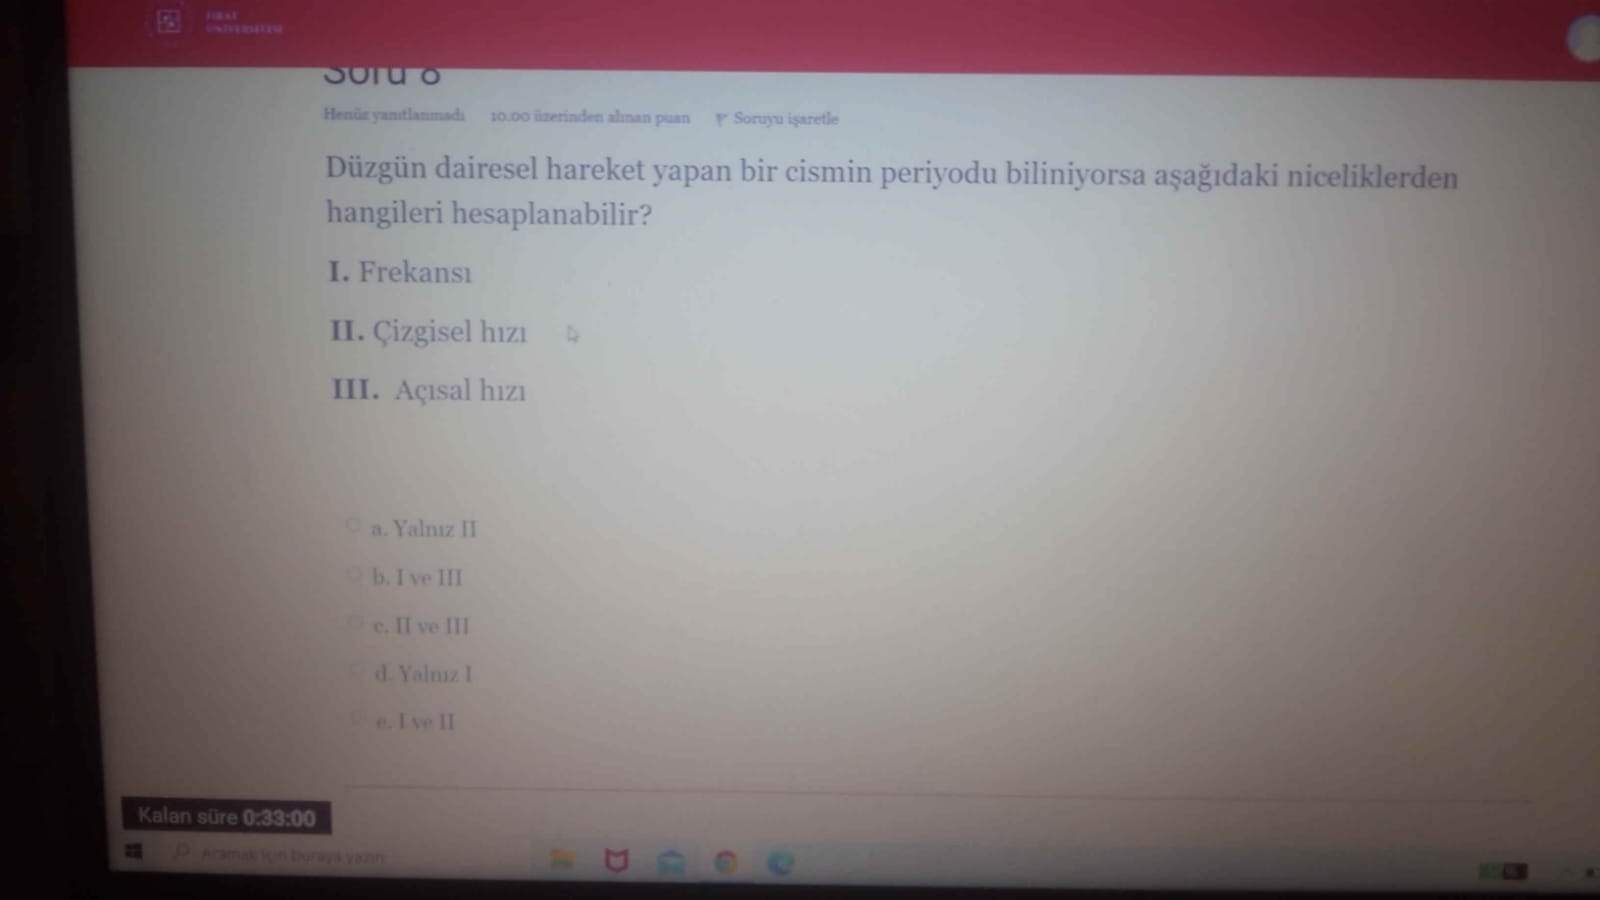 FIRAT
ÜNİVERSİTESİ
Soru 8
Henüz yanıtlanmadı 10.00 üzerinden alınan puan Soruyu işaretle
Düzgün dairesel hareket yapan bir cismin periyodu biliniyorsa aşağıdaki niceliklerden
hangileri hesaplanabilir?
I. Frekansı
II. Çizgisel hızı
III. Açısal hızı
a. Yalnız II
b. I ve III
c. II ve III
d. Yalnız I
e. I ve II
Kalan süre 0:33:00
Aramak için buraya yazın